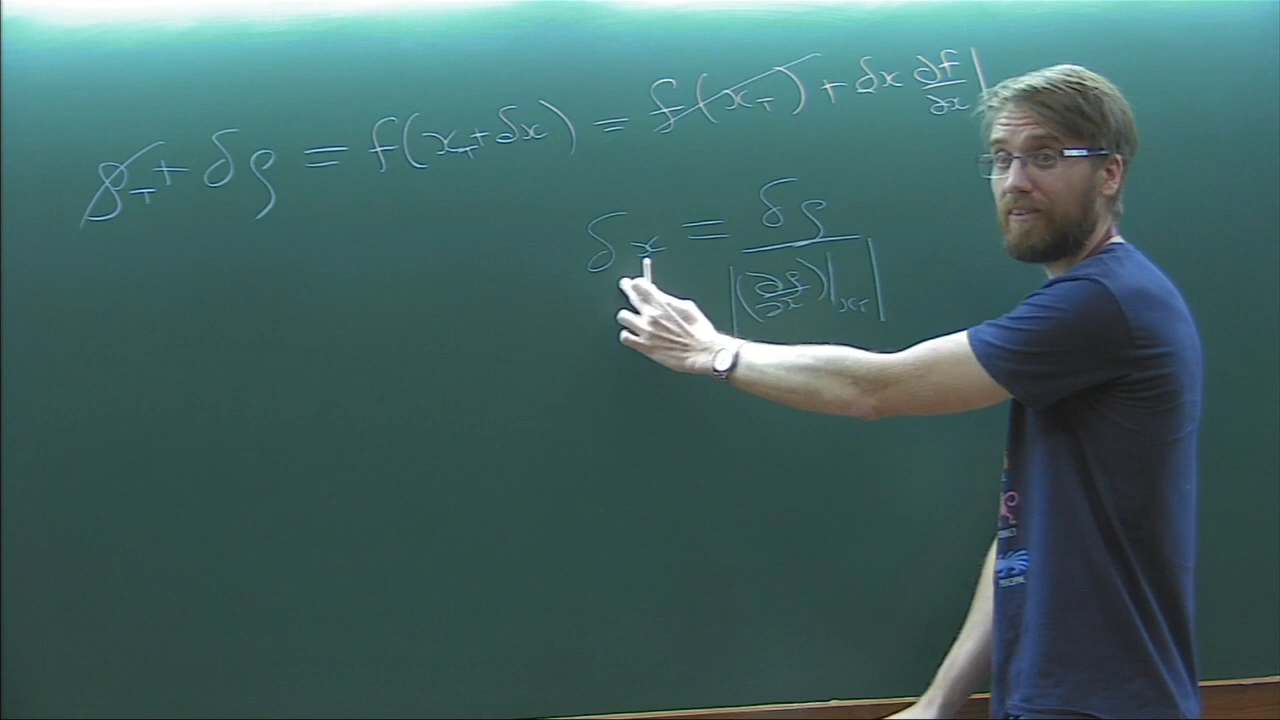 ρ_T + δρ = f(x_T + δx) = f(x_T) + δx ∂f/∂x |
δx = δρ / |(∂ρ/∂x)|_{x_T}|